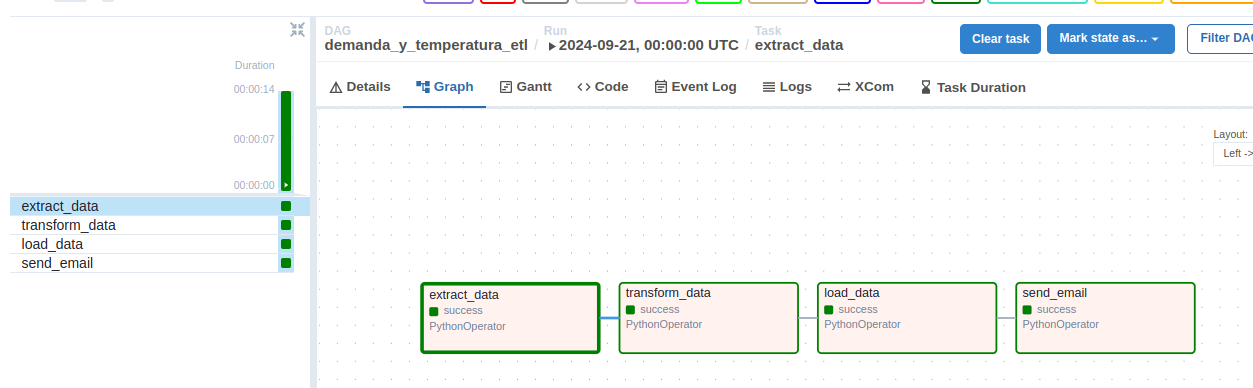 DAG
demanda_y_temperatura_etl
/
Run
2024-09-21, 00:00:00 UTC
/
Task
extract_data
Clear task
Mark state as…
Filter DAG
Details
Graph
Gantt
Code
Event Log
Logs
XCom
Task Duration
Duration
00:00:14
00:00:07
00:00:00
extract_data
transform_data
load_data
send_email
Layout:
Left ->
extract_data
success
PythonOperator
transform_data
success
PythonOperator
load_data
success
PythonOperator
send_email
success
PythonOperator